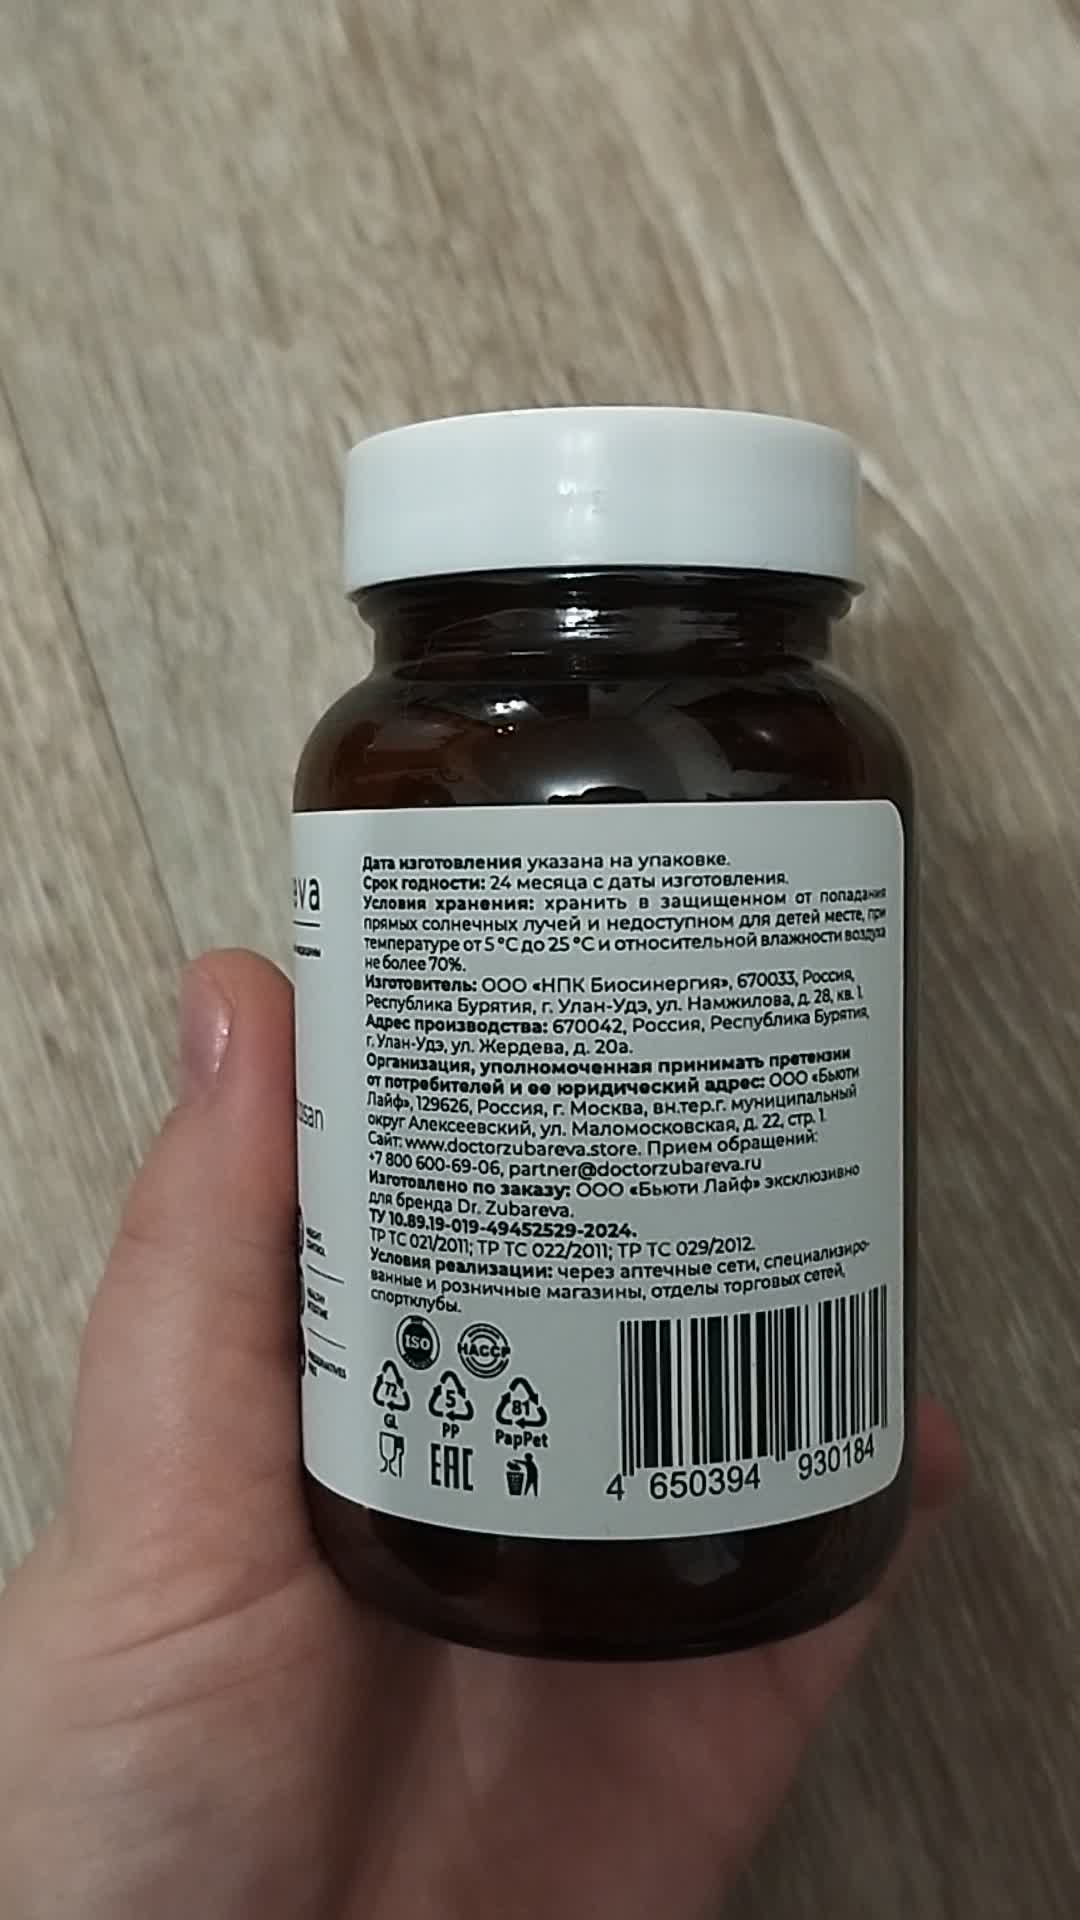 eva
Дата изготовления указана на упаковке.
Срок годности: 24 месяца с даты изготовления.
Условия хранения: хранить в защищенном от попадания
прямых солнечных лучей и недоступном для детей месте, при
температуре от 5 °С до 25 °С и относительной влажности воздуха
не более 70%.
Изготовитель: ООО «НПК Биосинергия», 670033, Россия,
Республика Бурятия, г. Улан-Удэ, ул. Намжилова, д. 28, кв. 1.
Адрес производства: 670042, Россия, Республика Бурятия,
г. Улан-Удэ, ул. Жердева, д. 20а.
Организация, уполномоченная принимать претензии
от потребителей и ее юридический адрес: ООО «Бьюти
Лайф», 129626, Россия, г. Москва, вн.тер.г. муниципальный
округ Алексеевский, ул. Маломосковская, д. 22, стр. 1.
Сайт: www.doctorzubareva.store. Прием обращений:
+7 800 600-69-06, partner@doctorzubareva.ru
Изготовлено по заказу: ООО «Бьюти Лайф» эксклюзивно
для бренда Dr. Zubareva.
ТУ 10.89.19-019-49452529-2024.
ТР ТС 021/2011; ТР ТС 022/2011; ТР ТС 029/2012.
Условия реализации: через аптечные сети, специализиро-
ванные и розничные магазины, отделы торговых сетей,
спортклубы.
osan
ISO HACCP
72 5 81
GL PP PapPet
EAC
4 650394 930184